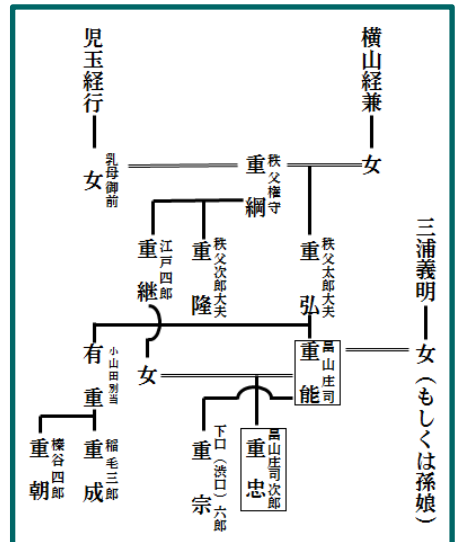 横山経兼
児玉経行
女
秩父権守
重綱
乳母御前
女
三浦義明
秩父太郎大夫
重弘
秩父次郎大夫
重隆
江戸四郎
重継
女(もしくは孫娘)
畠山庄司
重能
女
小山田別当
有重
畠山庄司次郎
重忠
下口(渋口)六郎
重宗
稲毛三郎
重成
榛谷四郎
重朝